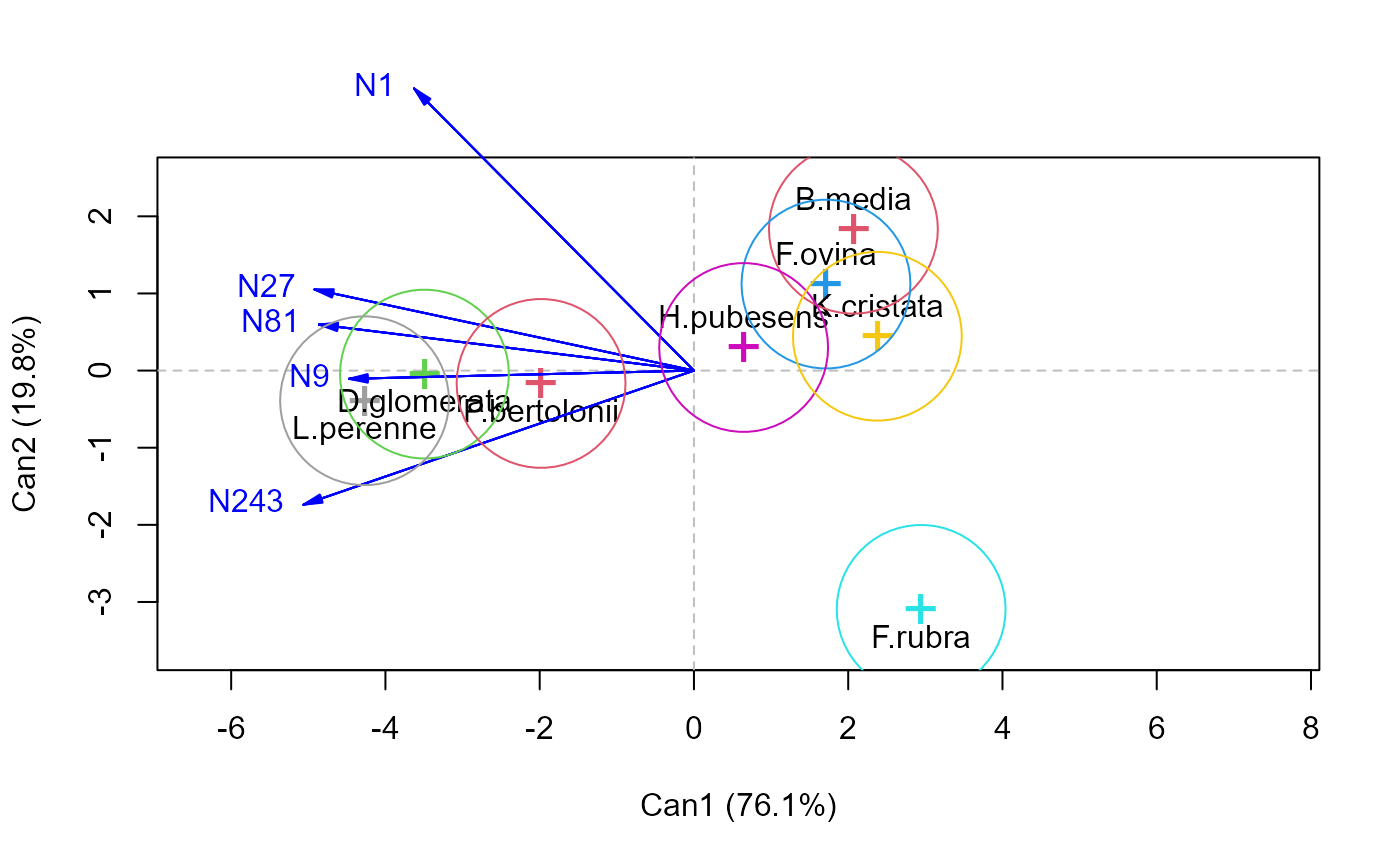 N1
B.media
2
F.ovina
N27
1
K.cristata
H.pubesens
N81
N9
0
D.glomerata
P.bertolonii
L.perenne
-1
N243
-2
-3
F.rubra
Can2 (19.8%)
-6 -4 -2 0 2 4 6 8
Can1 (76.1%)